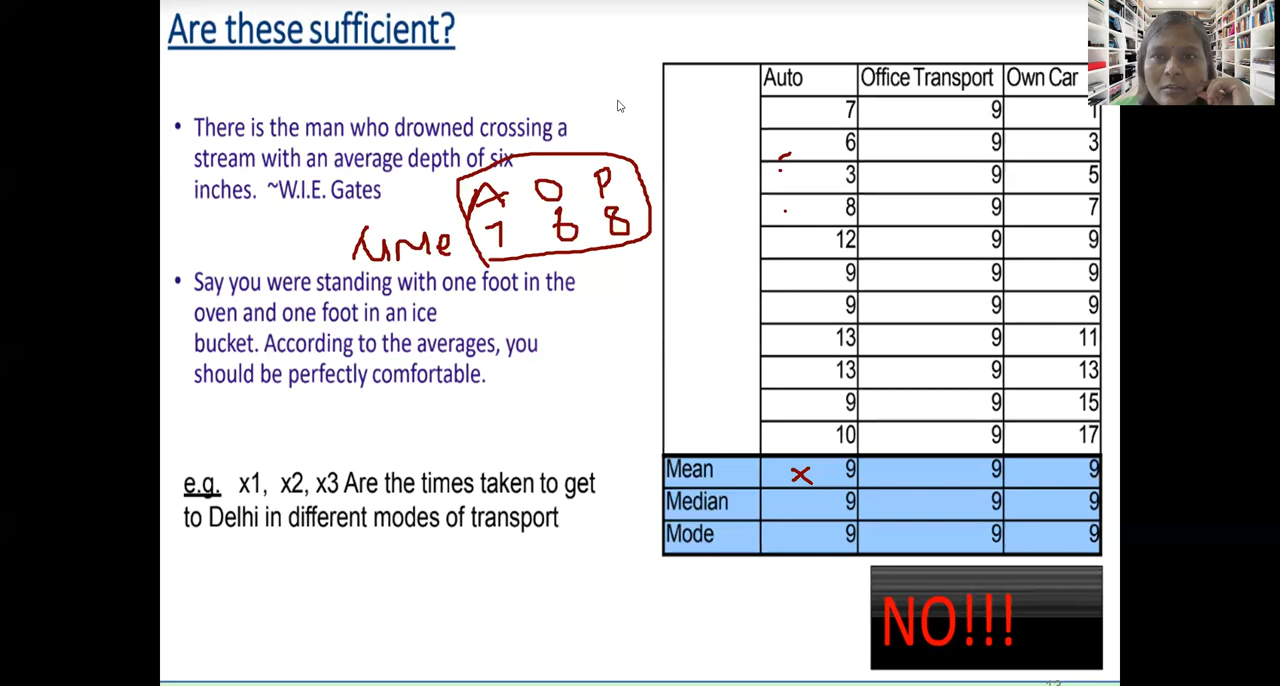 Are these sufficient?
• There is the man who drowned crossing a
stream with an average depth of six
inches. ~W.I.E. Gates
A O P
7 6 8
time
• Say you were standing with one foot in the
oven and one foot in an ice
bucket. According to the averages, you
should be perfectly comfortable.
e.g. x1, x2, x3 Are the times taken to get
to Delhi in different modes of transport
Auto Office Transport Own Car
7 9 1
6 9 3
3 9 5
8 9 7
12 9 9
9 9 9
9 9 9
13 9 11
13 9 13
9 9 15
10 9 17
Mean x 9 9 9
Median 9 9 9
Mode 9 9 9
NO!!!